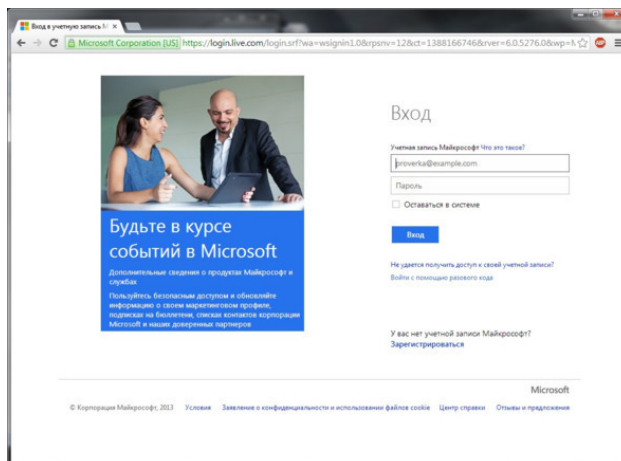 Вход в учетную запись М
Microsoft Corporation [US] https://login.live.com/login.srf?wa=wsignin1.0&rpsnv=12&ct=1388166746&rver=6.0.5276.0&wp=M
Будьте в курсе
событий в Microsoft
Дополнительные сведения о продуктах Майкрософт и
службах
Пользуйтесь безопасным доступом и обновляйте
информацию о своем маркетинговом профиле,
подписках на бюллетени, списках контактов корпорации
Microsoft и наших доверенных партнеров
Вход
Учетная запись Майкрософт Что это такое?
proverka@example.com
Пароль
Оставаться в системе
Вход
Не удается получить доступ к своей учетной записи?
Войти с помощью разового кода
У вас нет учетной записи Майкрософт?
Зарегистрироваться
Microsoft
© Корпорация Майкрософт, 2013 Условия Заявление о конфиденциальности и использовании файлов cookie Центр справки Отзывы и предложения